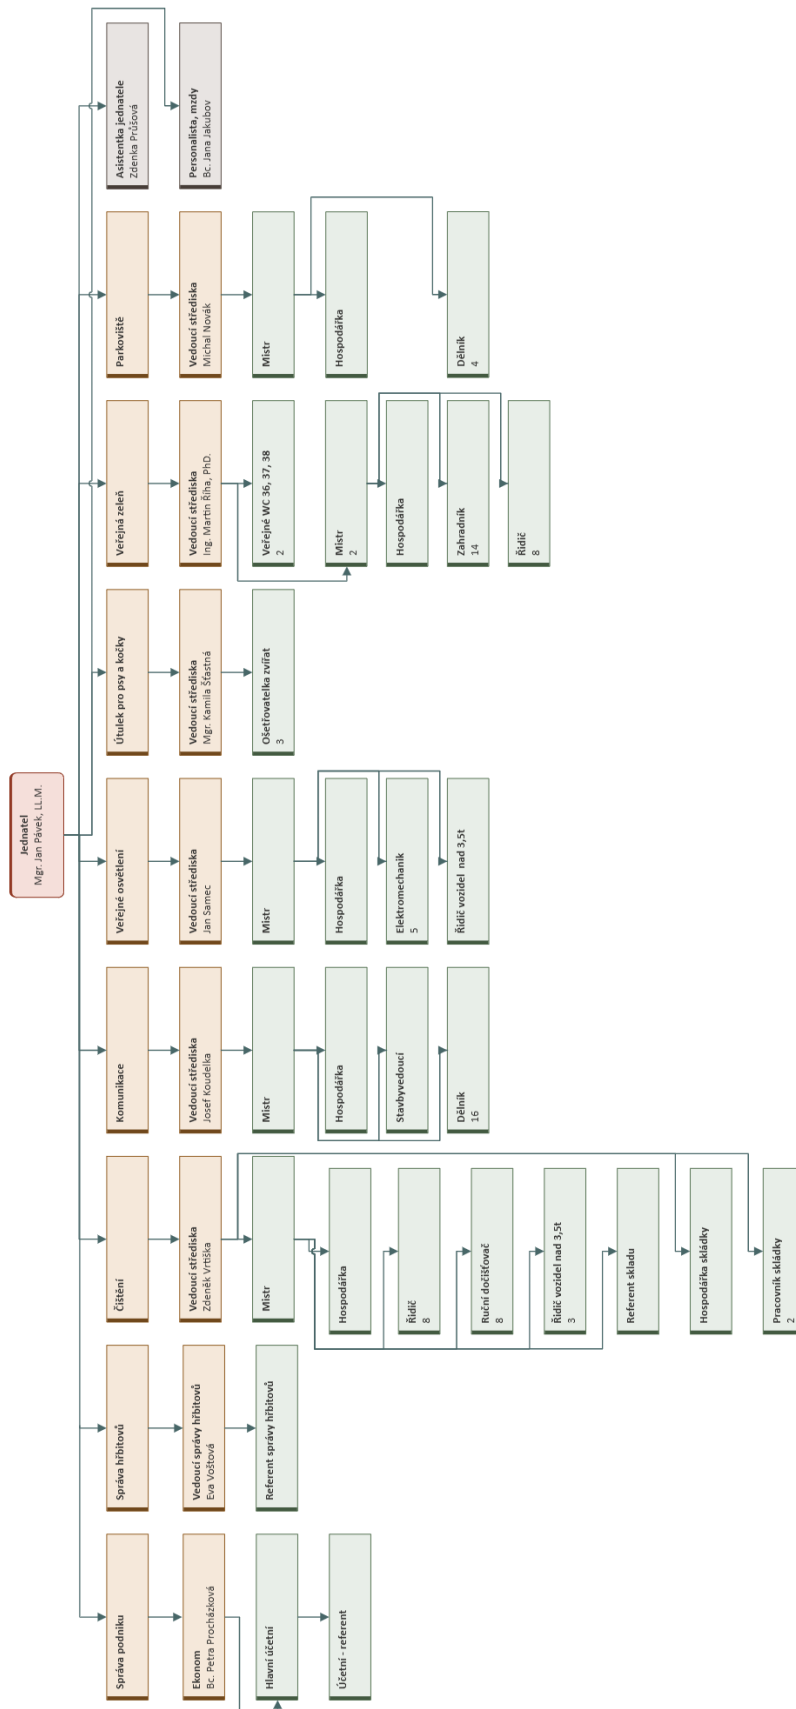 Jednatel
Mgr. Jan Pávek, LL.M.
Správa podniku
Ekonom
Bc. Petra Procházková
Hlavní účetní
Účetní - referent
Správa hřbitovů
Vedoucí správy hřbitovů
Eva Voštová
Referent správy hřbitovů
Čištění
Vedoucí střediska
Zdeněk Vrtiška
Mistr
Hospodářka
Řidič
8
Ruční dočišťovač
8
Řidič vozidel nad 3,5t
3
Referent skladu
Hospodářka skládky
Pracovník skládky
2
Komunikace
Vedoucí střediska
Josef Koudelka
Mistr
Hospodářka
Stavbyvedoucí
Dělník
16
Veřejné osvětlení
Vedoucí střediska
Jan Samec
Mistr
Hospodářka
Elektromechanik
5
Řidič vozidel nad 3,5t
Útulek pro psy a kočky
Vedoucí střediska
Mgr. Kamila Šťastná
Ošetřovatelka zvířat
3
Veřejná zeleň
Vedoucí střediska
Ing. Martin Říha, PhD.
Veřejné WC 36, 37, 38
2
Mistr
2
Hospodářka
Zahradník
14
Řidič
8
Parkoviště
Vedoucí střediska
Michal Novák
Mistr
Hospodářka
Dělník
4
Asistentka jednatele
Zdenka Průšová
Personalista, mzdy
Bc. Jana Jakubov